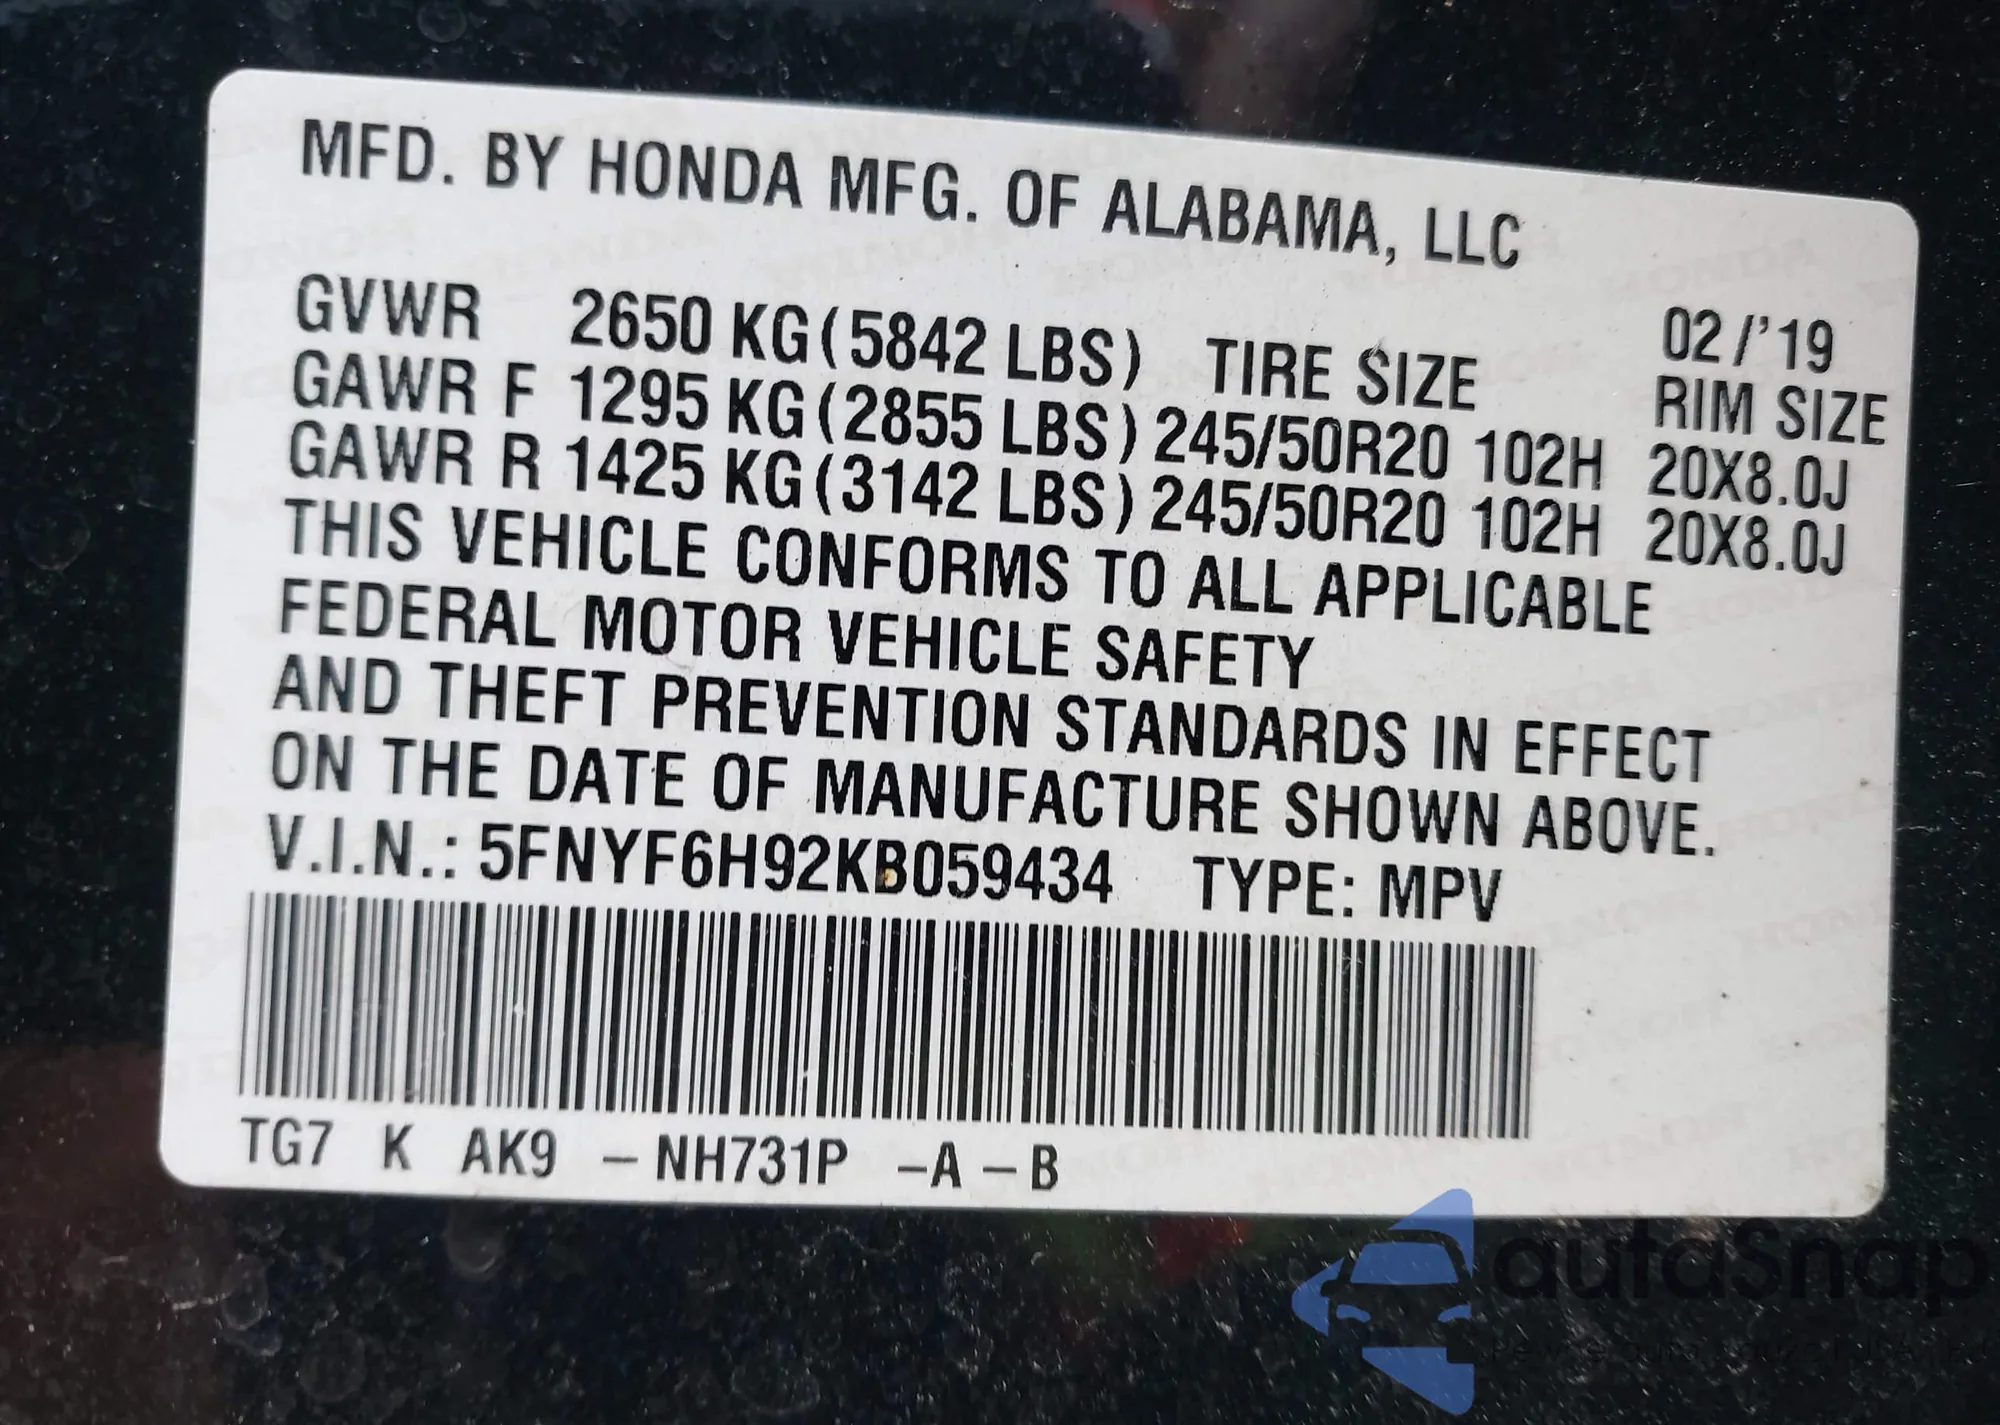 MFD. BY HONDA MFG. OF ALABAMA, LLC
02/'19
GVWR 2650 KG(5842 LBS) TIRE SIZE RIM SIZE
GAWR F 1295 KG(2855 LBS) 245/50R20 102H 20X8.0J
GAWR R 1425 KG(3142 LBS) 245/50R20 102H 20X8.0J
THIS VEHICLE CONFORMS TO ALL APPLICABLE
FEDERAL MOTOR VEHICLE SAFETY
AND THEFT PREVENTION STANDARDS IN EFFECT
ON THE DATE OF MANUFACTURE SHOWN ABOVE.
V.I.N.: 5FNYF6H92KB059434 TYPE: MPV
TG7 K AK9 – NH731P –A – B
autaSnap